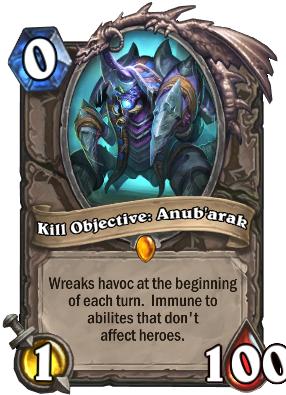 0
Kill Objective: Anub'arak
Wreaks havoc at the beginning
of each turn. Immune to
abilites that don't
affect heroes.
1
100